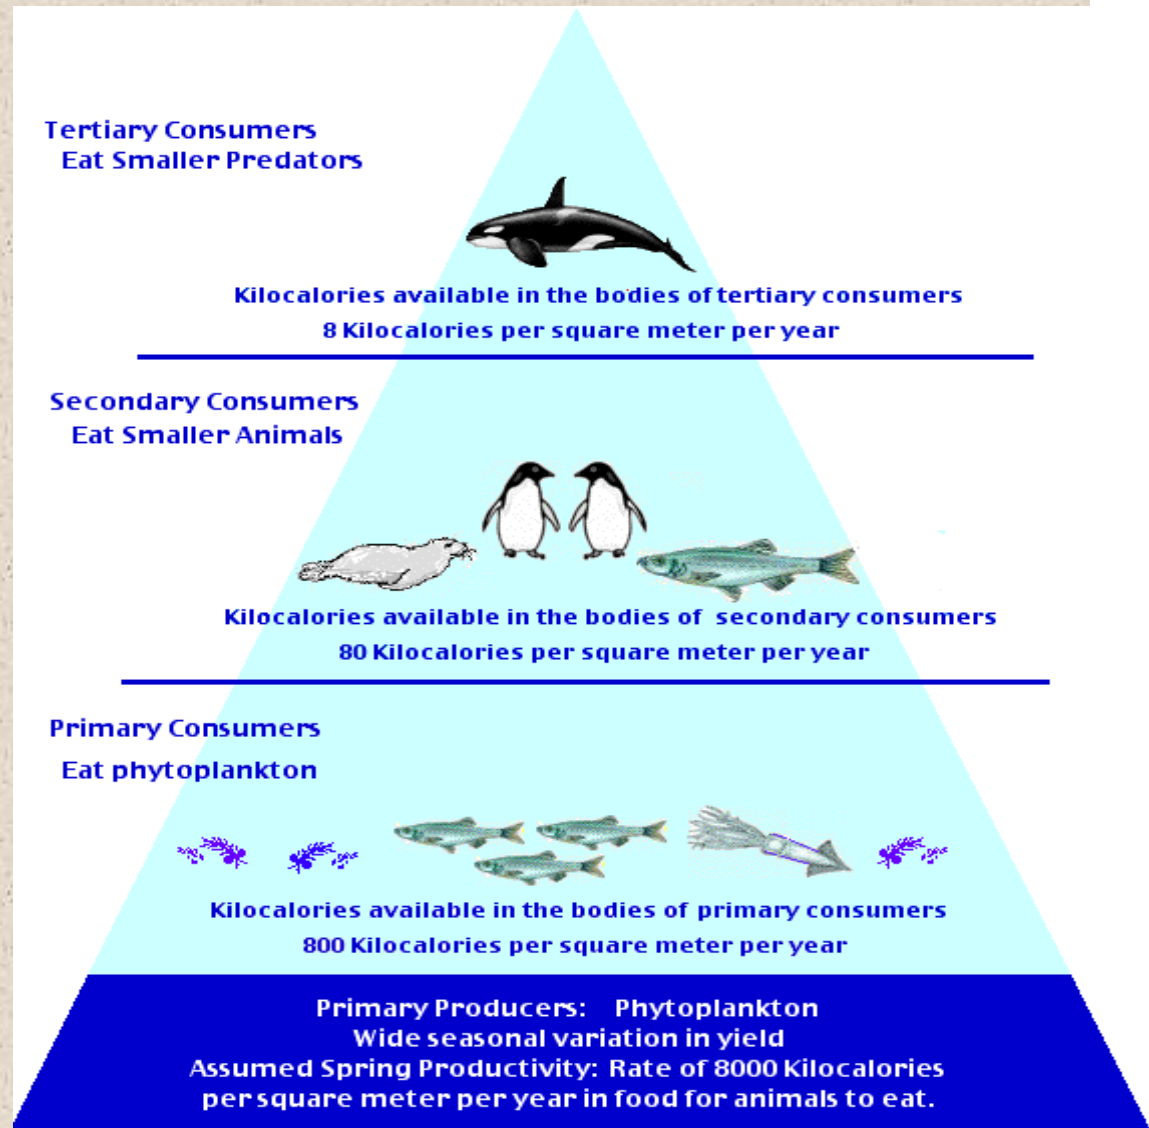 Tertiary Consumers
Eat Smaller Predators
Kilocalories available in the bodies of tertiary consumers
8 Kilocalories per square meter per year
Secondary Consumers
Eat Smaller Animals
Kilocalories available in the bodies of secondary consumers
80 Kilocalories per square meter per year
Primary Consumers
Eat phytoplankton
Kilocalories available in the bodies of primary consumers
800 Kilocalories per square meter per year
Primary Producers: Phytoplankton
Wide seasonal variation in yield
Assumed Spring Productivity: Rate of 8000 Kilocalories
per square meter per year in food for animals to eat.